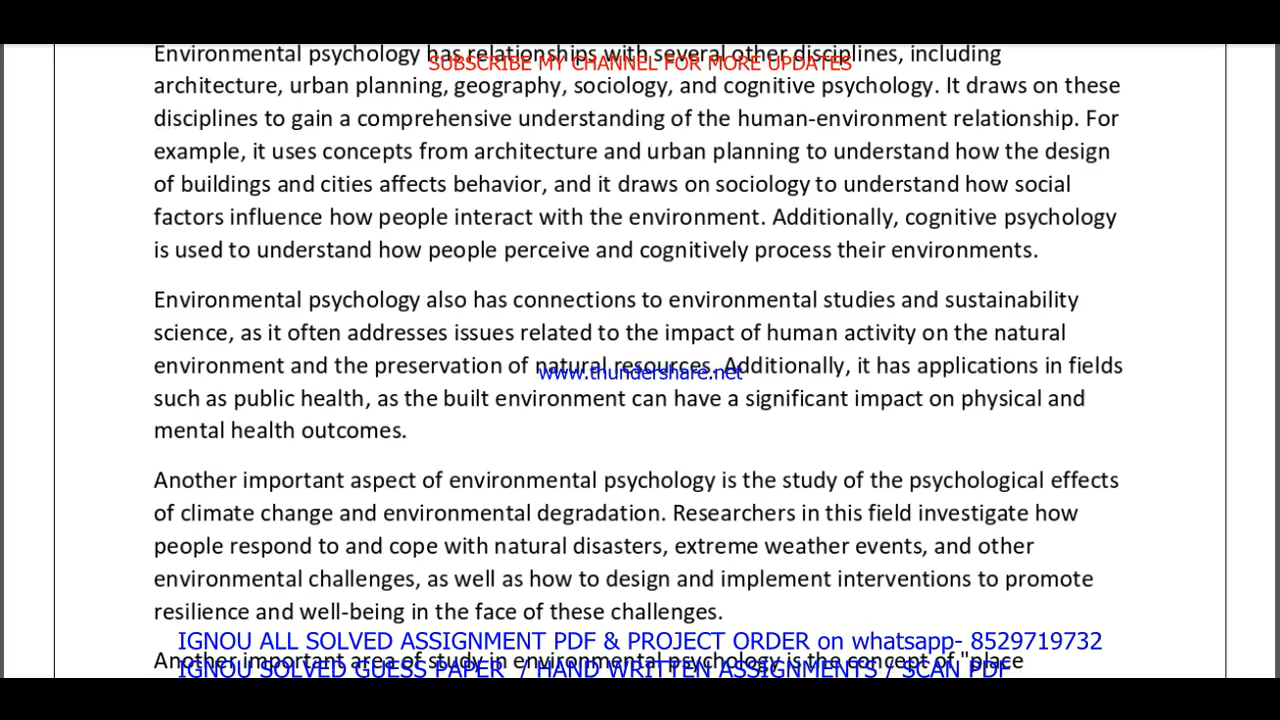 Environmental psychology has relationships with several other disciplines, including
SUBSCRIBE MY CHANNEL FOR MORE UPDATES
architecture, urban planning, geography, sociology, and cognitive psychology. It draws on these
disciplines to gain a comprehensive understanding of the human-environment relationship. For
example, it uses concepts from architecture and urban planning to understand how the design
of buildings and cities affects behavior, and it draws on sociology to understand how social
factors influence how people interact with the environment. Additionally, cognitive psychology
is used to understand how people perceive and cognitively process their environments.
Environmental psychology also has connections to environmental studies and sustainability
science, as it often addresses issues related to the impact of human activity on the natural
environment and the preservation of natural resources. Additionally, it has applications in fields
www.thundershare.net
such as public health, as the built environment can have a significant impact on physical and
mental health outcomes.
Another important aspect of environmental psychology is the study of the psychological effects
of climate change and environmental degradation. Researchers in this field investigate how
people respond to and cope with natural disasters, extreme weather events, and other
environmental challenges, as well as how to design and implement interventions to promote
resilience and well-being in the face of these challenges.
IGNOU ALL SOLVED ASSIGNMENT PDF & PROJECT ORDER on whatsapp- 8529719732
Another important area of study in environmental psychology is the concept of "place
IGNOU SOLVED GUESS PAPER / HAND WRITTEN ASSIGNMENTS / SCAN PDF